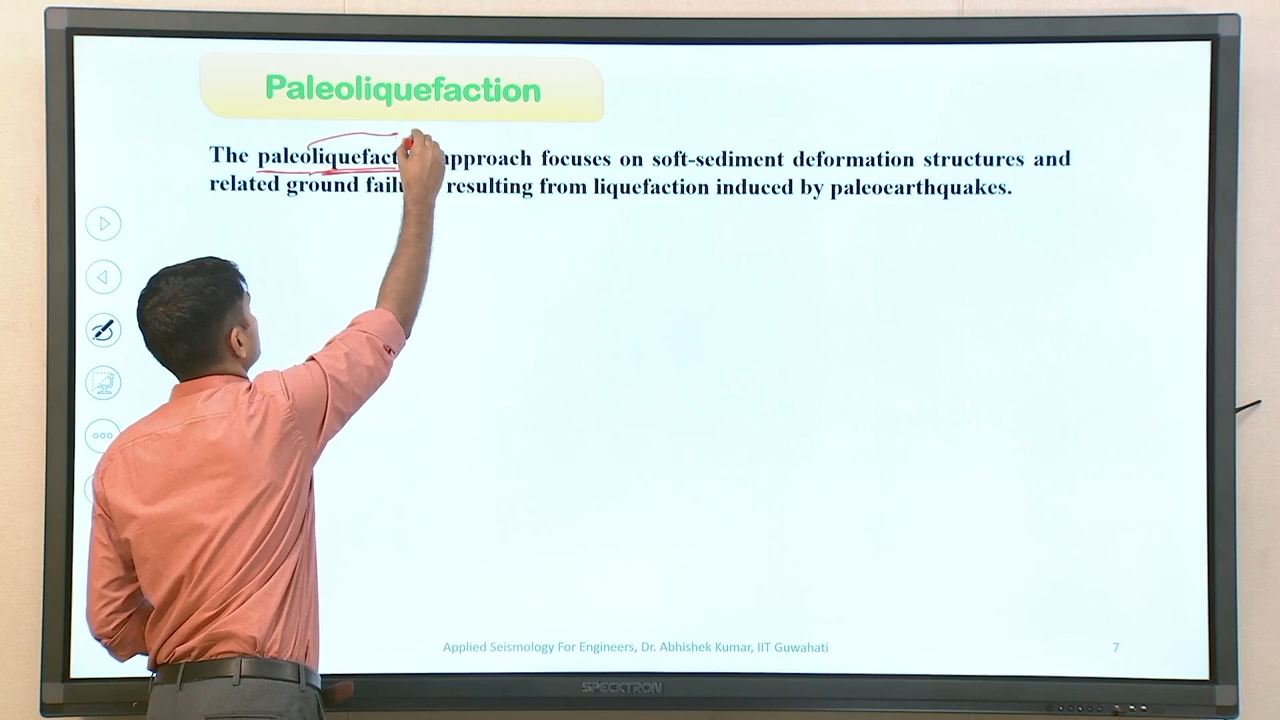 Paleoliquefaction
The paleoliquefact approach focuses on soft-sediment deformation structures and
related ground resulting from liquefaction induced by paleoearthquakes.
Applied Seismology For Engineers, Dr. Abhishek Kumar, IIT Guwahati
7
SPECKTRON